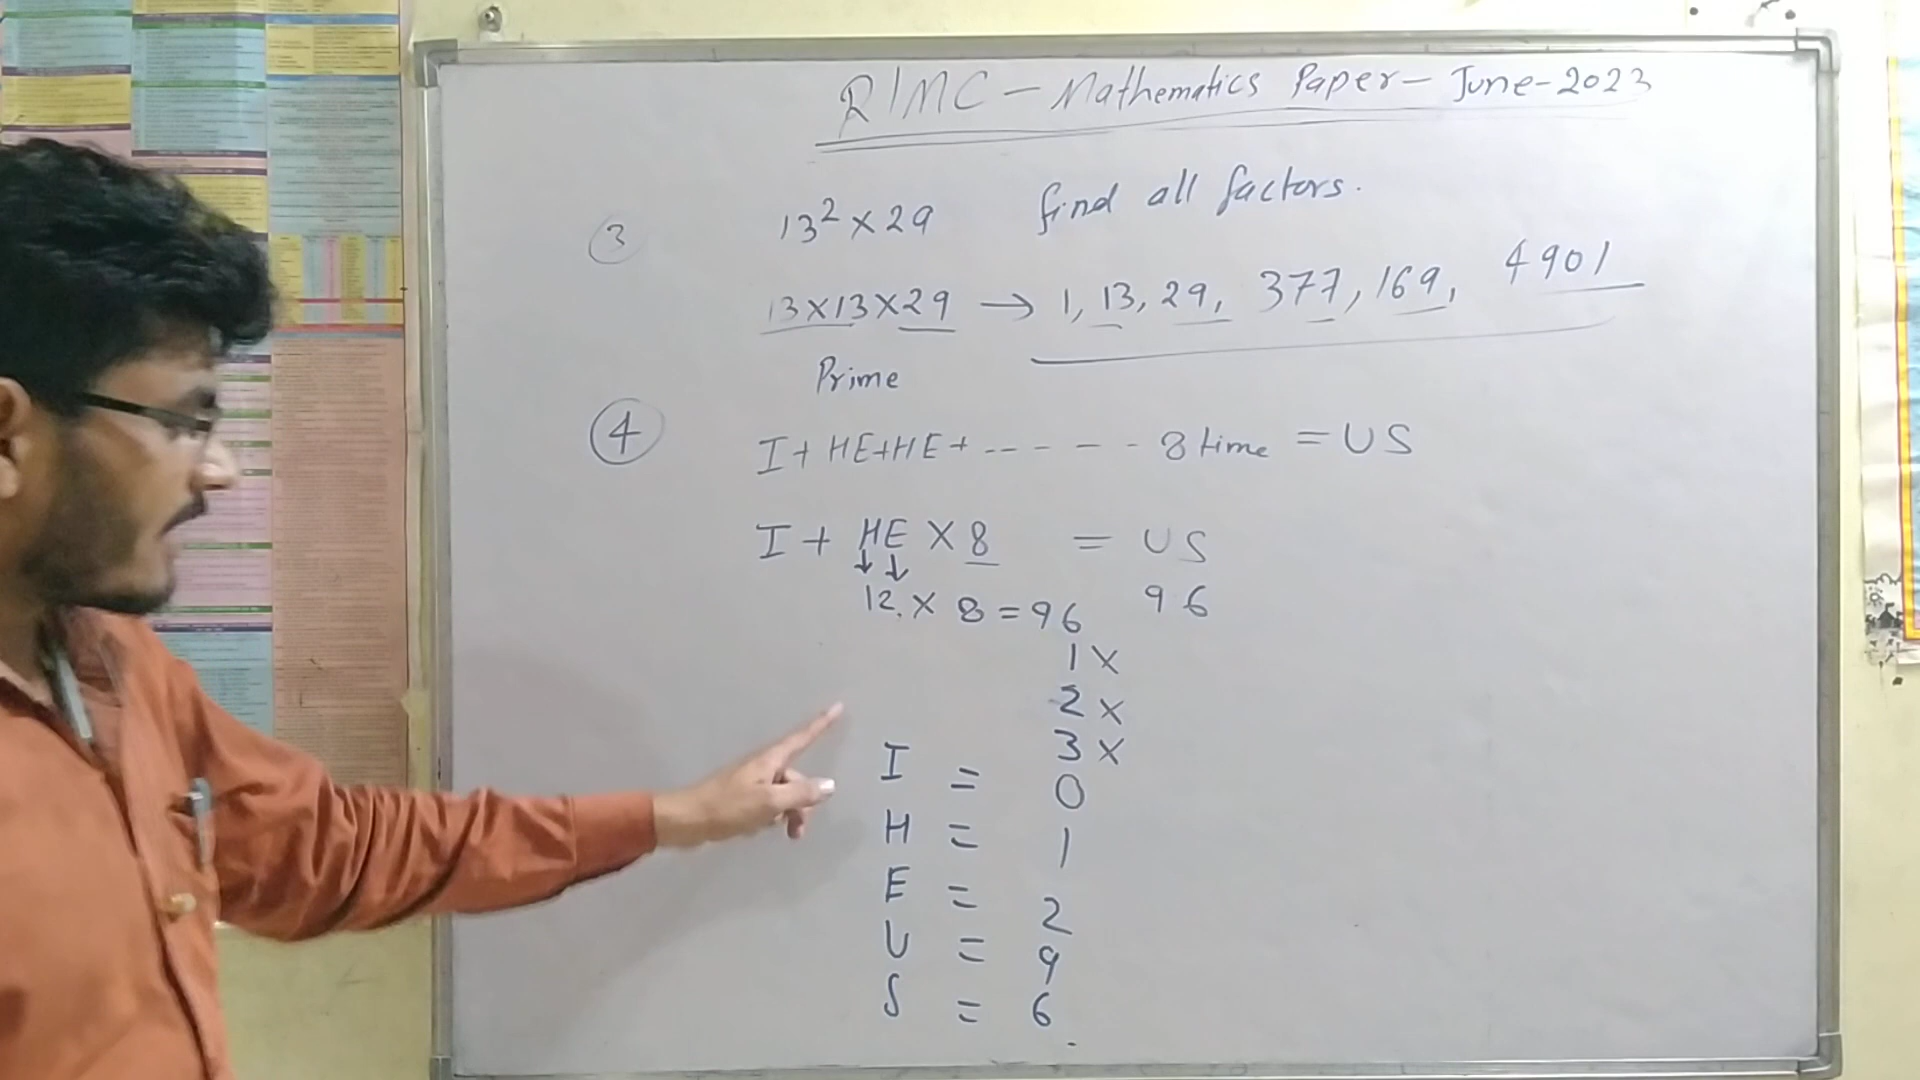 RIMC - Mathematics Paper - June-2023
3 13² × 29 find all factors.
13×13×29 → 1, 13, 29, 377, 169, 4901
Prime
4 I + HE+HE+ ------ 8 time = US
I + HE × 8 = US
12. × 8 = 96 96
1 ×
2 ×
3 ×
I = 0
H = 1
E = 2
U = 9
S = 6